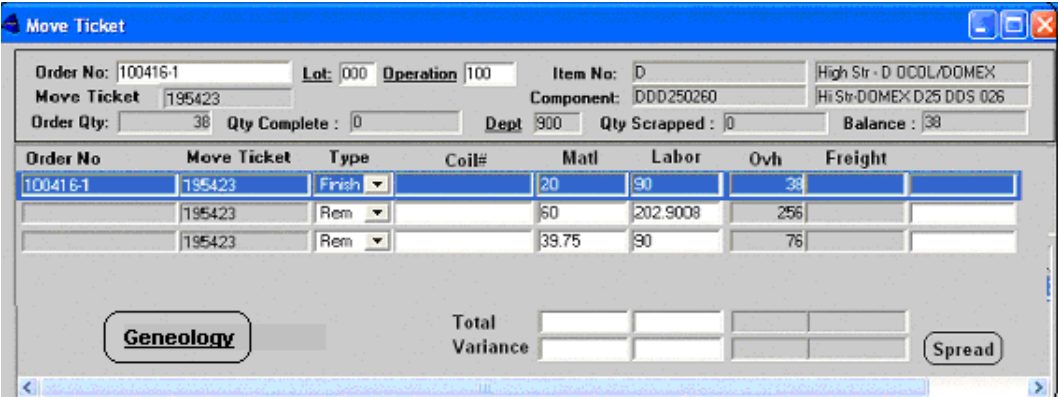 Move Ticket
Order No: 100416-1 Lot: 000 Operation 100 Item No: D High Str - D OCOL/DOMEX
Move Ticket 195423 Component: DDD250260 Hi Str-DOMEX D25 DDS 026
Order Qty: 38 Qty Complete : 0 Dept 900 Qty Scrapped : 0 Balance : 38
Order No Move Ticket Type Coil# Matl Labor Ovh Freight
100416-1 195423 Finish 20 90 38
195423 Rem 60 202.9008 256
195423 Rem 39.75 90 76
Total
Geneology
Variance
Spread